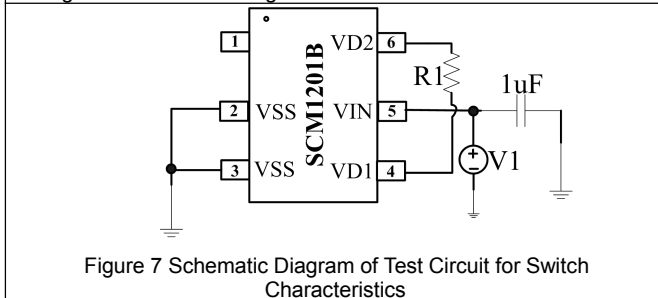 1
VD2
6
R1
1uF
2
VSS
SCM1201B
VIN
5
3
VSS
VD1
4
V1
Figure 7 Schematic Diagram of Test Circuit for Switch
Characteristics